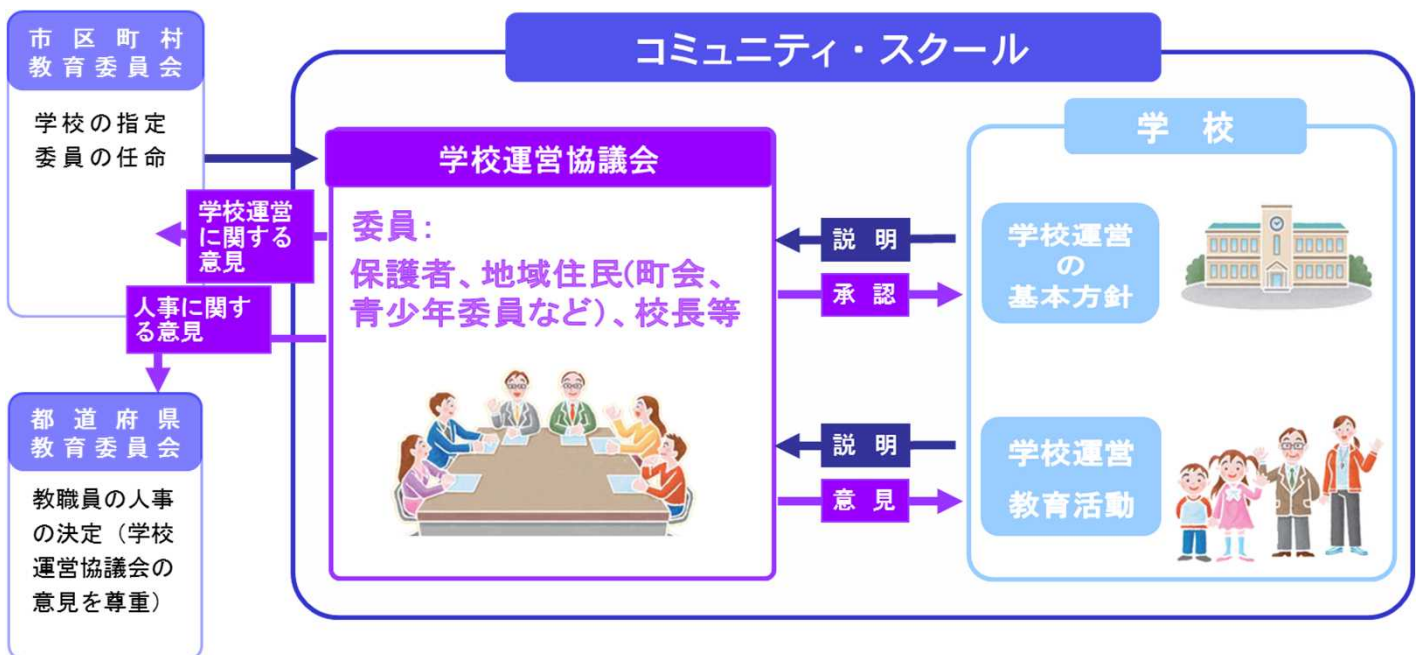 コミュニティ・スクール
市区町村
教育委員会
学校の指定
委員の任命
学校運営
に関する
意見
人事に関す
る意見
都道府県
教育委員会
教職員の人事
の決定（学校
運営協議会の
意見を尊重）
学校運営協議会
委員：
保護者、地域住民(町会、
青少年委員など)、校長等
説明
承認
説明
意見
学校
学校運営
の
基本方針
学校運営
教育活動